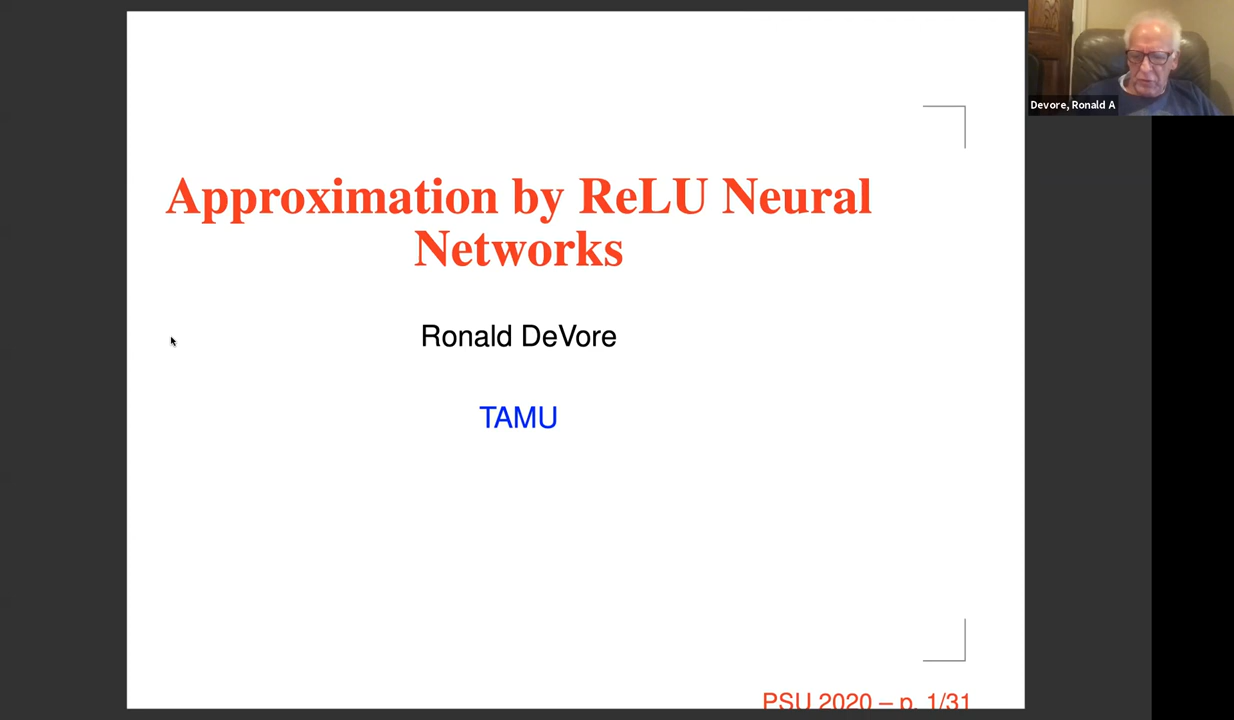 Approximation by ReLU Neural
Networks
Ronald DeVore
TAMU
PSU 2020 – p. 1/31
Devore, Ronald A